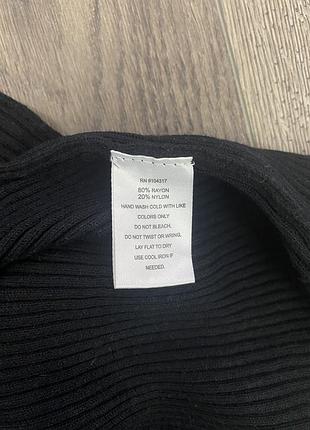 RN #104317
80% RAYON
20% NYLON
HAND WASH COLD WITH LIKE
COLORS ONLY
DO NOT BLEACH.
DO NOT TWIST OR WRING
LAY FLAT TO DRY
USE COOL IRON IF
NEEDED.